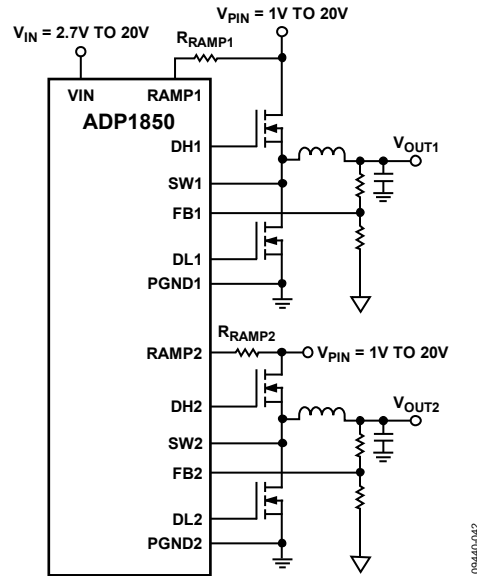 V_PIN = 1V TO 20V
V_IN = 2.7V TO 20V
R_RAMP1
VIN RAMP1
ADP1850
DH1
V_OUT1
SW1
FB1
DL1
PGND1
R_RAMP2
RAMP2
V_PIN = 1V TO 20V
DH2
V_OUT2
SW2
FB2
DL2
PGND2
09440-042